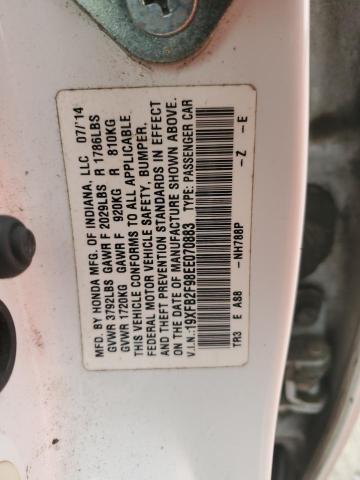 MFD. BY HONDA MFG. OF INDIANA, LLC 07/'14
GVWR 3792LBS GAWR F 2029LBS R 1786LBS
GVWR 1720KG GAWR F 920KG R 810KG
THIS VEHICLE CONFORMS TO ALL APPLICABLE
FEDERAL MOTOR VEHICLE SAFETY, BUMPER,
AND THEFT PREVENTION STANDARDS IN EFFECT
ON THE DATE OF MANUFACTURE SHOWN ABOVE.
V.I.N.:19XFB2F98EE070883 TYPE: PASSENGER CAR
TR3 E AS8 -NH788P -Z -E